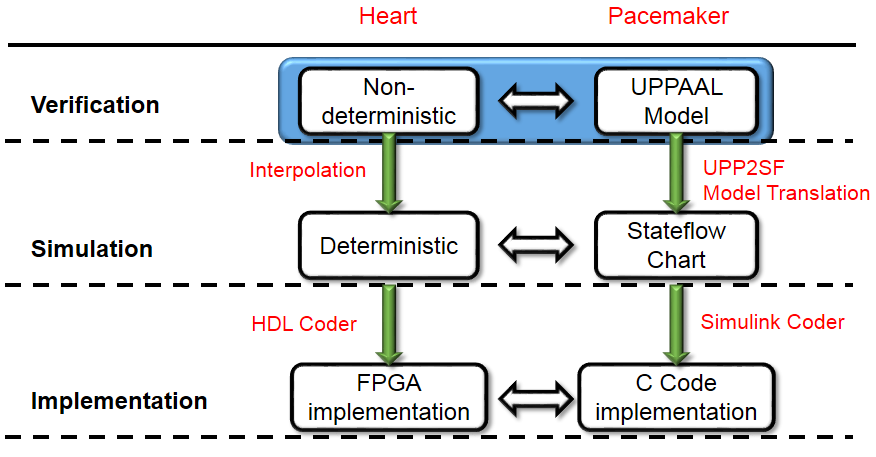 Heart
Pacemaker
Verification
Non-
deterministic
UPPAAL
Model
Interpolation
UPP2SF
Model Translation
Simulation
Deterministic
Stateflow
Chart
HDL Coder
Simulink Coder
Implementation
FPGA
implementation
C Code
implementation